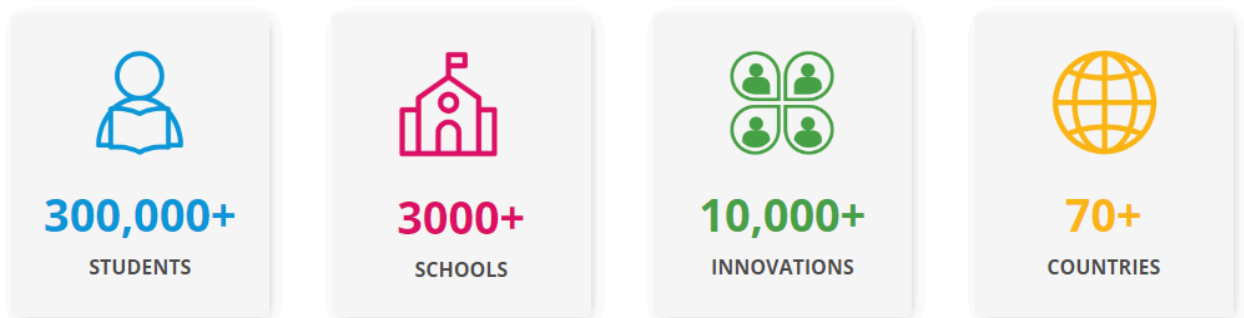 300,000+
STUDENTS
3000+
SCHOOLS
10,000+
INNOVATIONS
70+
COUNTRIES